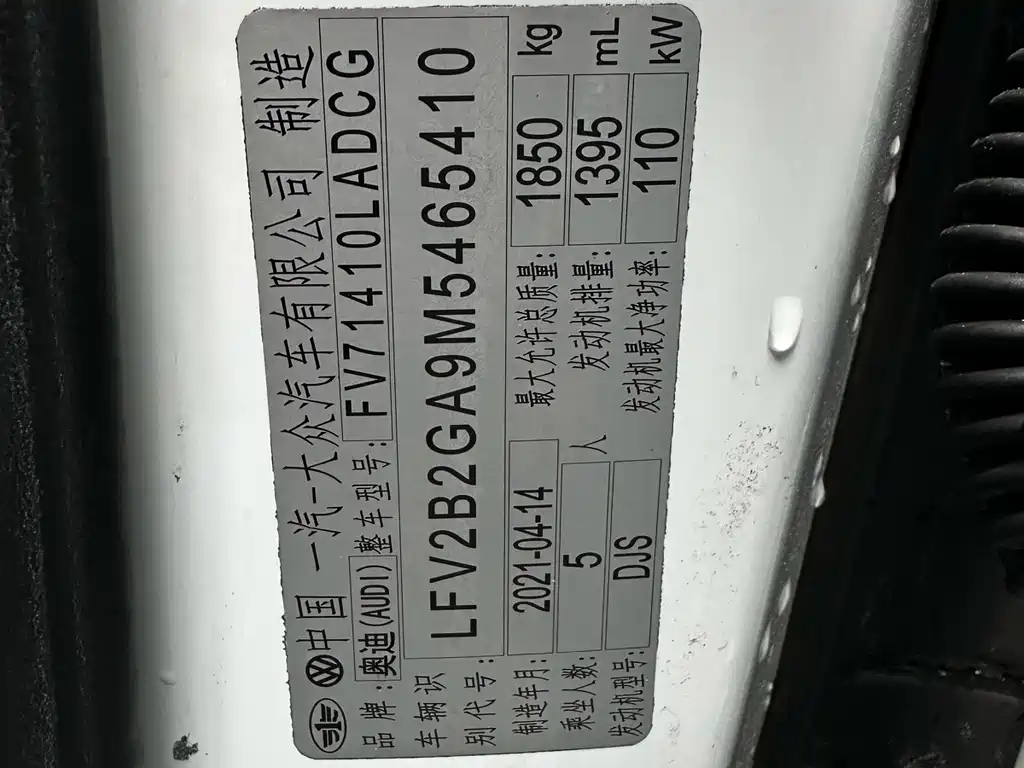 中国 一汽-大众汽车有限公司 制造
品牌: 奥迪(AUDI) 整车型号: FV71410LADCG
车辆识别代号: LFV2B2GA9M5465410
制造年月: 2021-04-14 最大允许总质量: 1850 kg
乘坐人数: 5 人 发动机排量: 1395 mL
发动机型号: DJS 发动机最大净功率: 110 kW